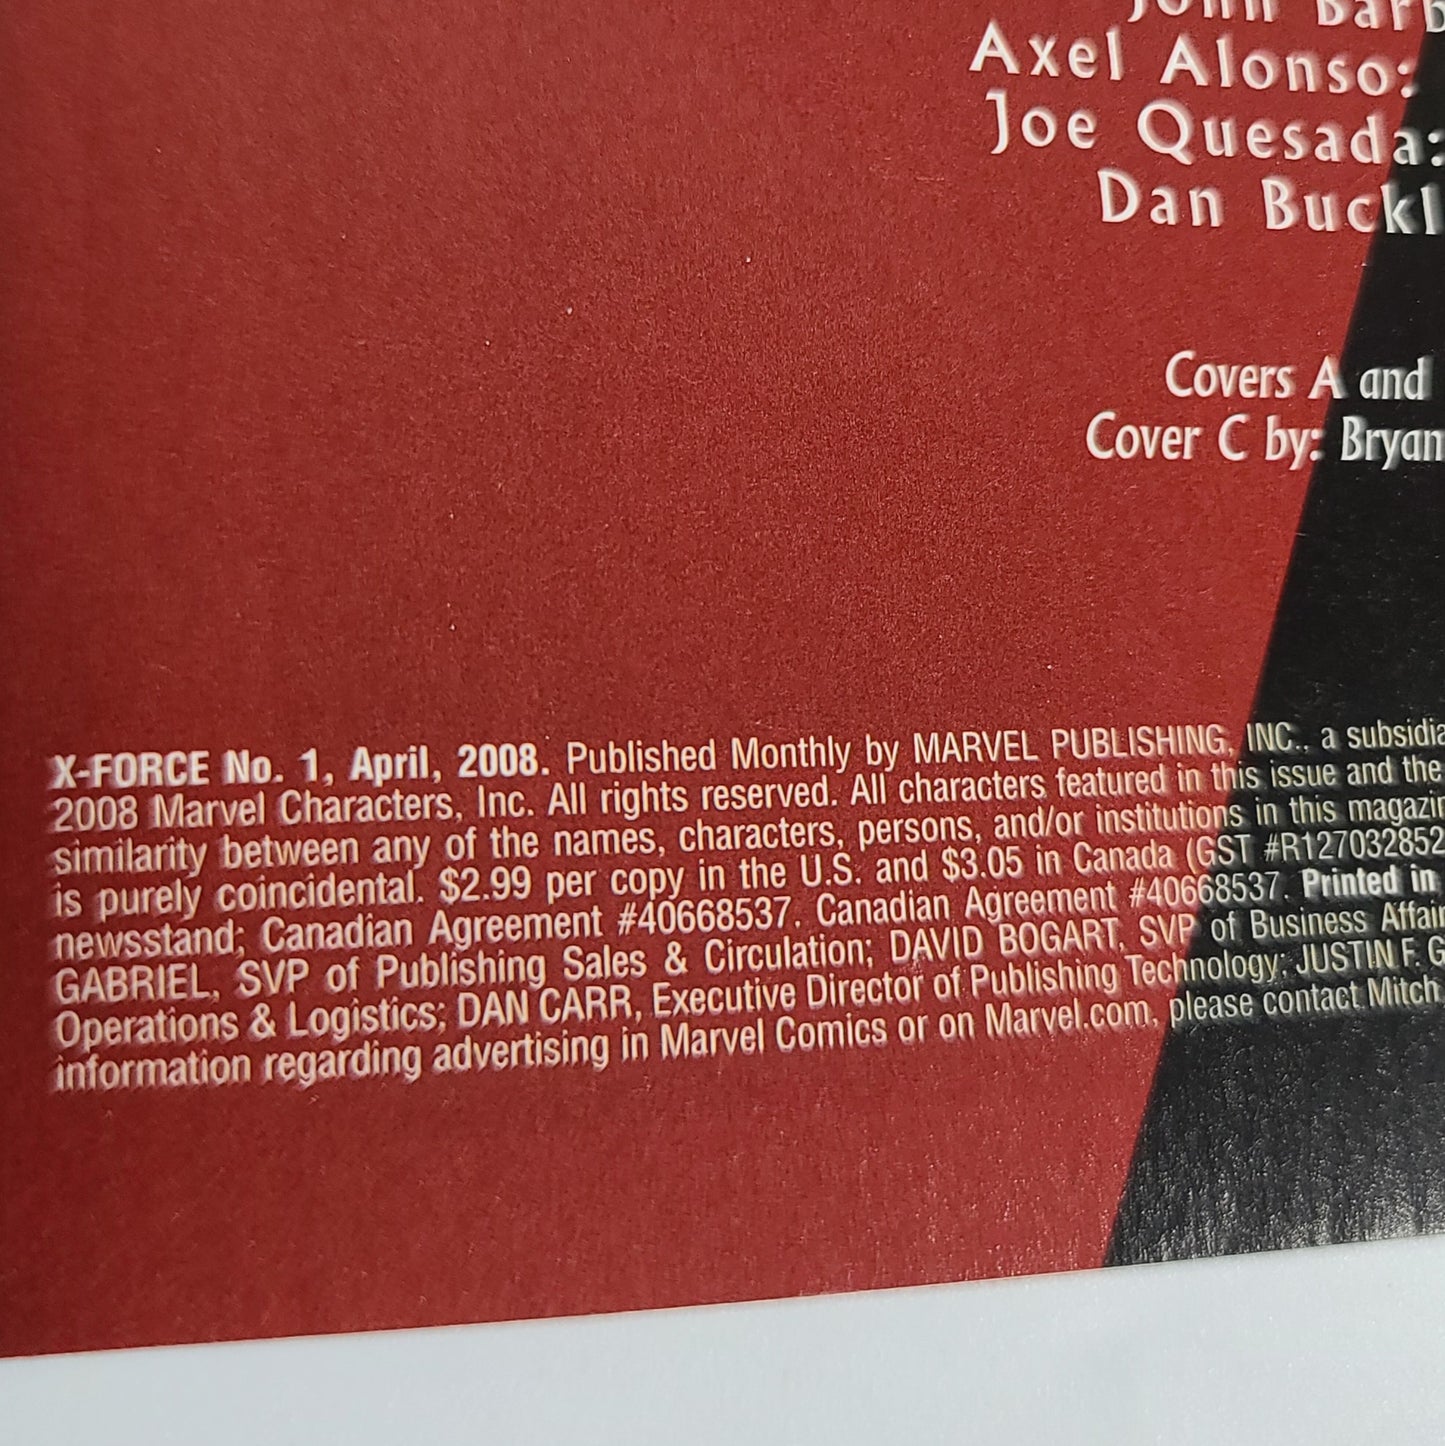 John Barb
Axel Alonso:
Joe Quesada:
Dan Buckl
Covers A and
Cover C by: Bryan
X-FORCE No. 1, April, 2008. Published Monthly by MARVEL PUBLISHING, INC., a subsidia
2008 Marvel Characters, Inc. All rights reserved. All characters featured in this issue and the
similarity between any of the names, characters, persons, and/or institutions in this magazin
is purely coincidental. $2.99 per copy in the U.S. and $3.05 in Canada (GST #R127032852
newsstand; Canadian Agreement #40668537. Canadian Agreement #40668537. Printed in
GABRIEL, SVP of Publishing Sales & Circulation; DAVID BOGART, SVP of Business Affair
Operations & Logistics; DAN CARR, Executive Director of Publishing Technology; JUSTIN F. G
information regarding advertising in Marvel Comics or on Marvel.com, please contact Mitch